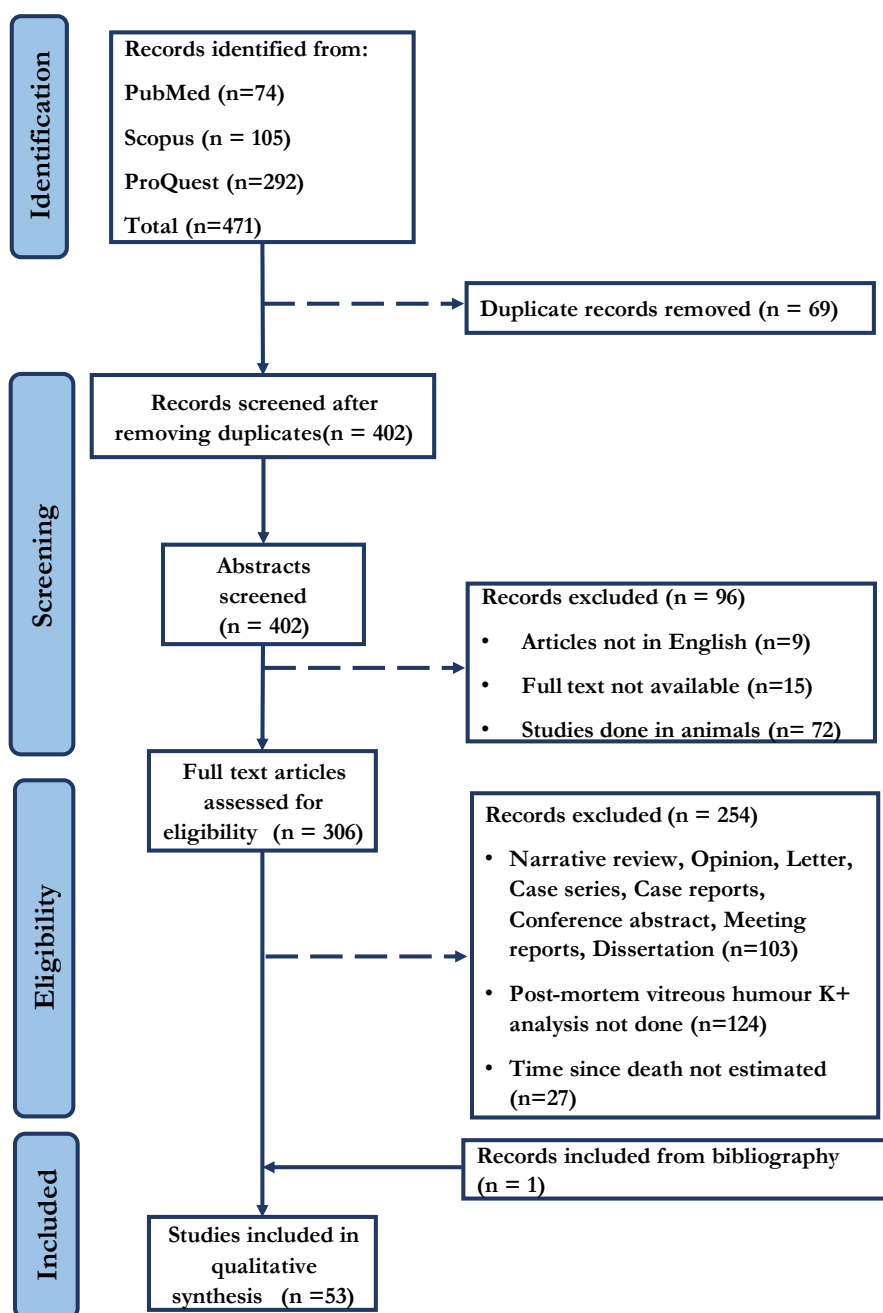 Identification
Records identified from:
PubMed (n=74)
Scopus (n = 105)
ProQuest (n=292)
Total (n=471)
Duplicate records removed (n = 69)
Screening
Records screened after
removing duplicates(n = 402)
Abstracts
screened
(n = 402)
Records excluded (n = 96)
• Articles not in English (n=9)
• Full text not available (n=15)
• Studies done in animals (n= 72)
Eligibility
Full text articles
assessed for
eligibility (n = 306)
Records excluded (n = 254)
• Narrative review, Opinion, Letter,
Case series, Case reports,
Conference abstract, Meeting
reports, Dissertation (n=103)
• Post-mortem vitreous humour K+
analysis not done (n=124)
• Time since death not estimated
(n=27)
Included
Records included from bibliography
(n = 1)
Studies included in
qualitative
synthesis (n =53)